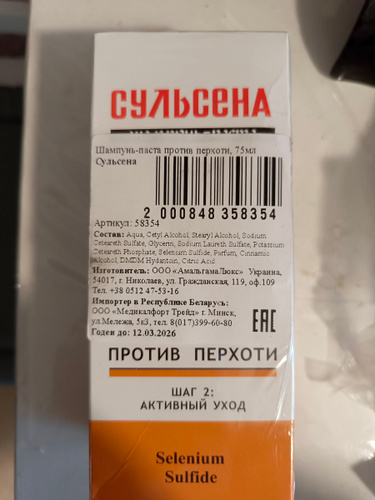 СУЛЬСЕНА
Шампунь-паста против перхоти, 75мл
Сульсена
2 000848 358354
Артикул: 58354
Состав: Aqua, Cetyl Alcohol, Stearyl Alcohol, Sodium
Ceteareth Sulfate, Glycerin, Sodium Laureth Sulfate, Potassium
Ceteareth Phosphate, Selenium Sulfide, Parfum, Cinnamic
Alcohol, DMDM Hydantoin, Citric Acid
Изготовитель: ООО «АмальгамаЛюкс» Украина,
54017, г. Николаев, ул. Гражданская, 119, оф.109
Тел. +38 0512 47-53-16
Импортер в Республике Беларусь:
ООО «Медикалфорт Трейд» г. Минск,
ул.Мележа, 5к3, тел. 8(017)399-60-80
Годен до: 12.03.2026
EAC
ПРОТИВ ПЕРХОТИ
ШАГ 2:
АКТИВНЫЙ УХОД
Selenium
Sulfide